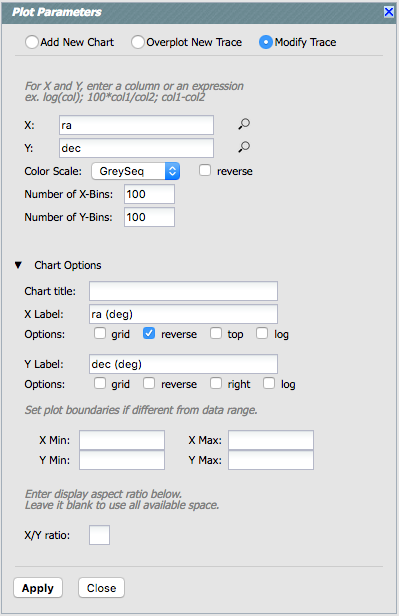 Plot Parameters
Add New Chart Overplot New Trace Modify Trace
For X and Y, enter a column or an expression
ex. log(col); 100*col1/col2; col1-col2
X: ra
Y: dec
Color Scale: GreySeq reverse
Number of X-Bins: 100
Number of Y-Bins: 100
Chart Options
Chart title:
X Label: ra (deg)
Options: grid reverse top log
Y Label: dec (deg)
Options: grid reverse right log
Set plot boundaries if different from data range.
X Min: X Max:
Y Min: Y Max:
Enter display aspect ratio below.
Leave it blank to use all available space.
X/Y ratio:
Apply Close